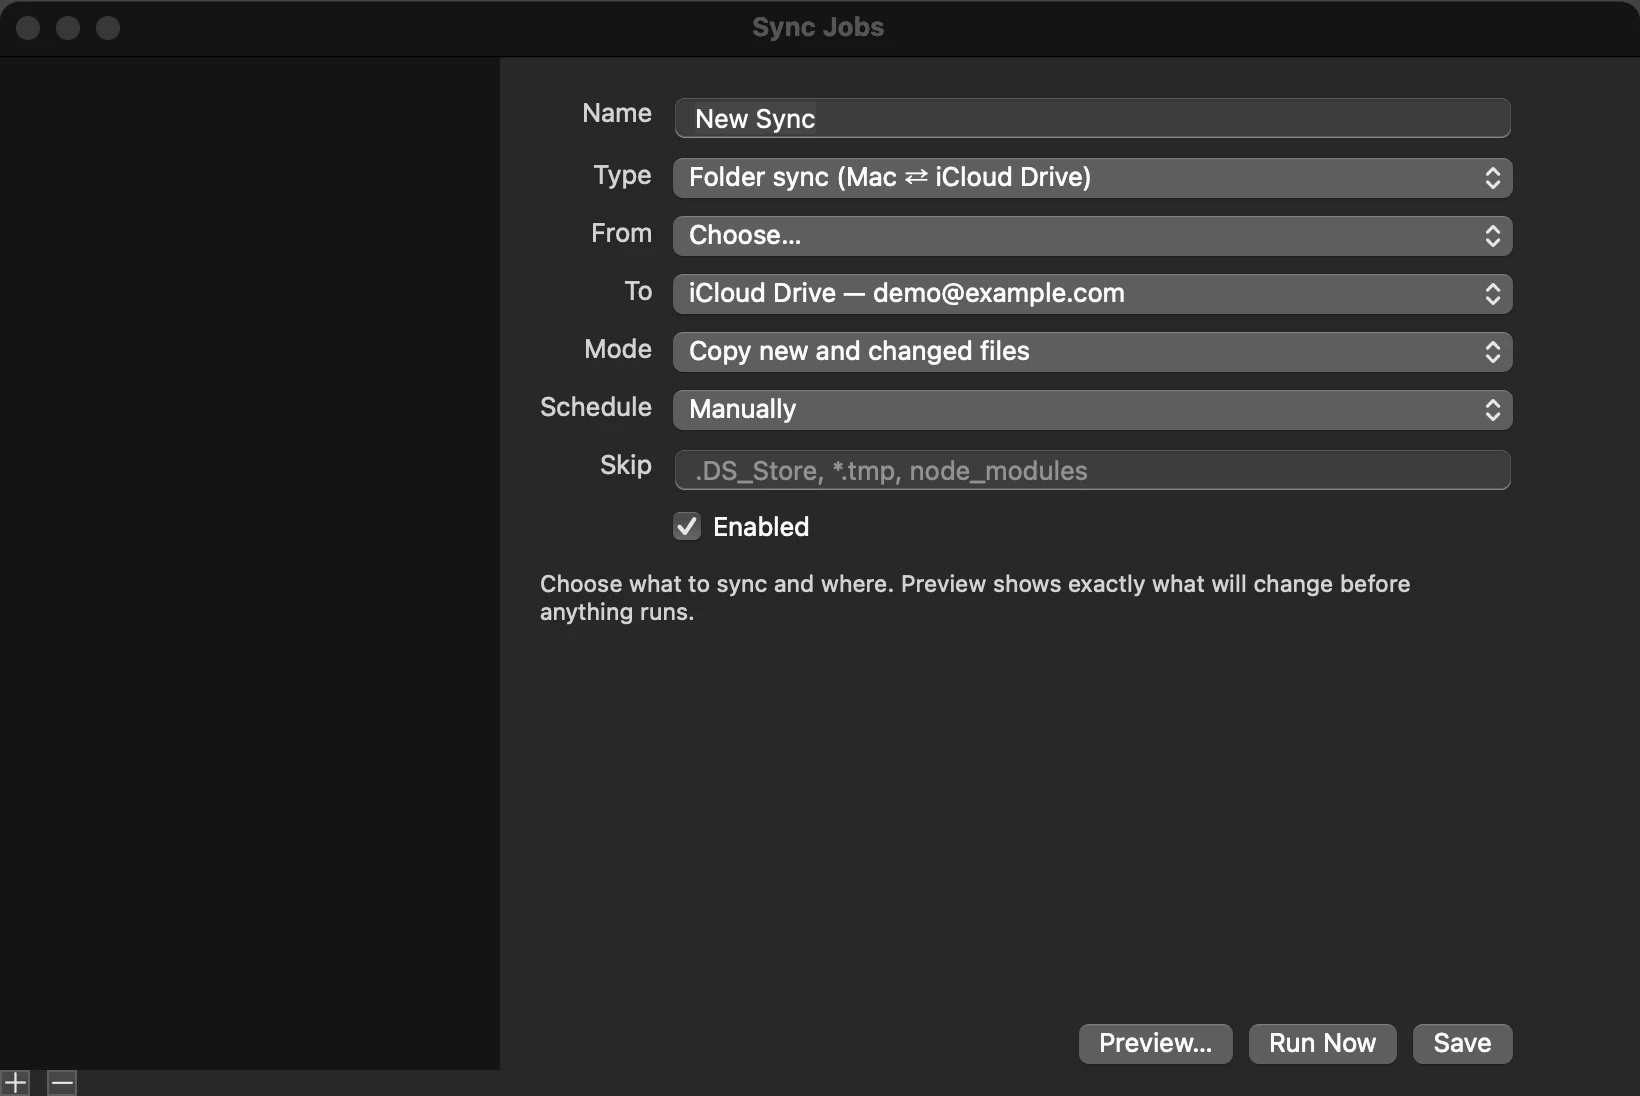 Sync Jobs
Name New Sync
Type Folder sync (Mac ⇄ iCloud Drive)
From Choose...
To iCloud Drive — demo@example.com
Mode Copy new and changed files
Schedule Manually
Skip .DS_Store, *.tmp, node_modules
Enabled
Choose what to sync and where. Preview shows exactly what will change before
anything runs.
Preview... Run Now Save